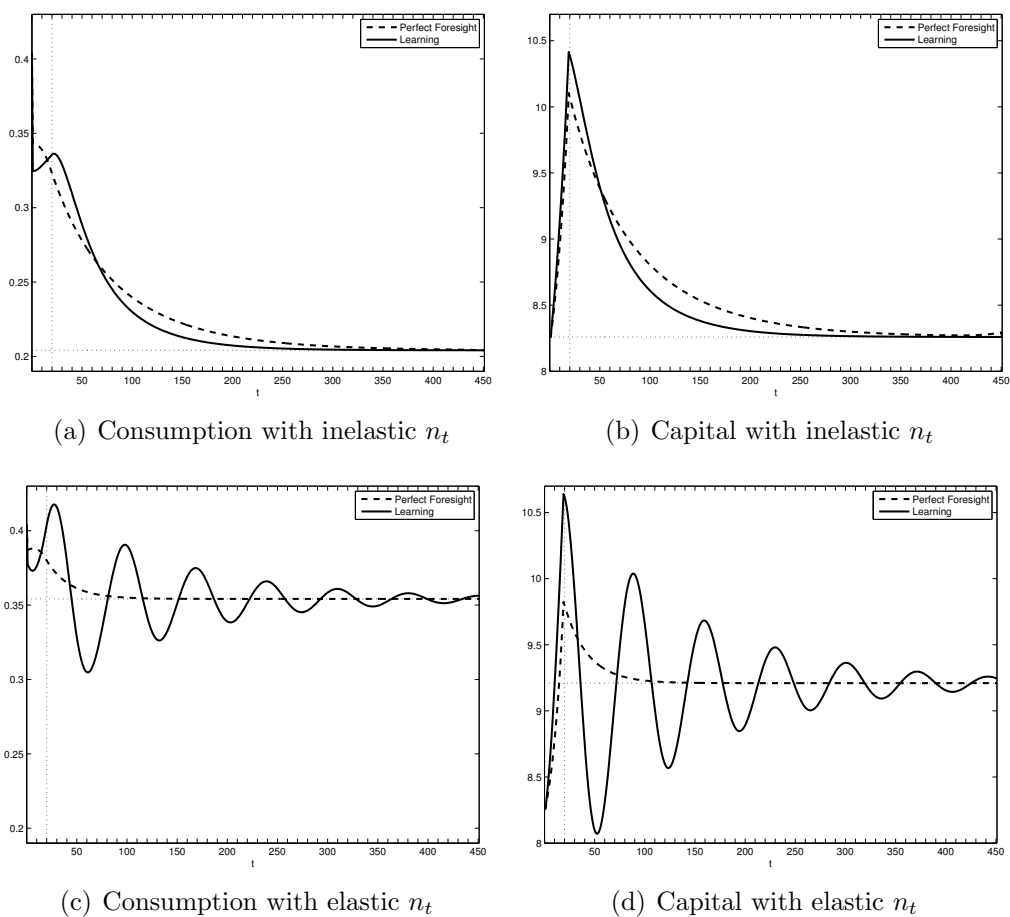 Perfect Foresight
Learning
0.4
0.35
0.3
0.25
0.2
50 100 150 200 250 300 350 400 450
t
(a) Consumption with inelastic n_t
Perfect Foresight
Learning
10.5
10
9.5
9
8.5
8
50 100 150 200 250 300 350 400 450
t
(b) Capital with inelastic n_t
Perfect Foresight
Learning
0.4
0.35
0.3
0.25
0.2
50 100 150 200 250 300 350 400 450
t
(c) Consumption with elastic n_t
Perfect Foresight
Learning
10.5
10
9.5
9
8.5
8
50 100 150 200 250 300 350 400 450
t
(d) Capital with elastic n_t